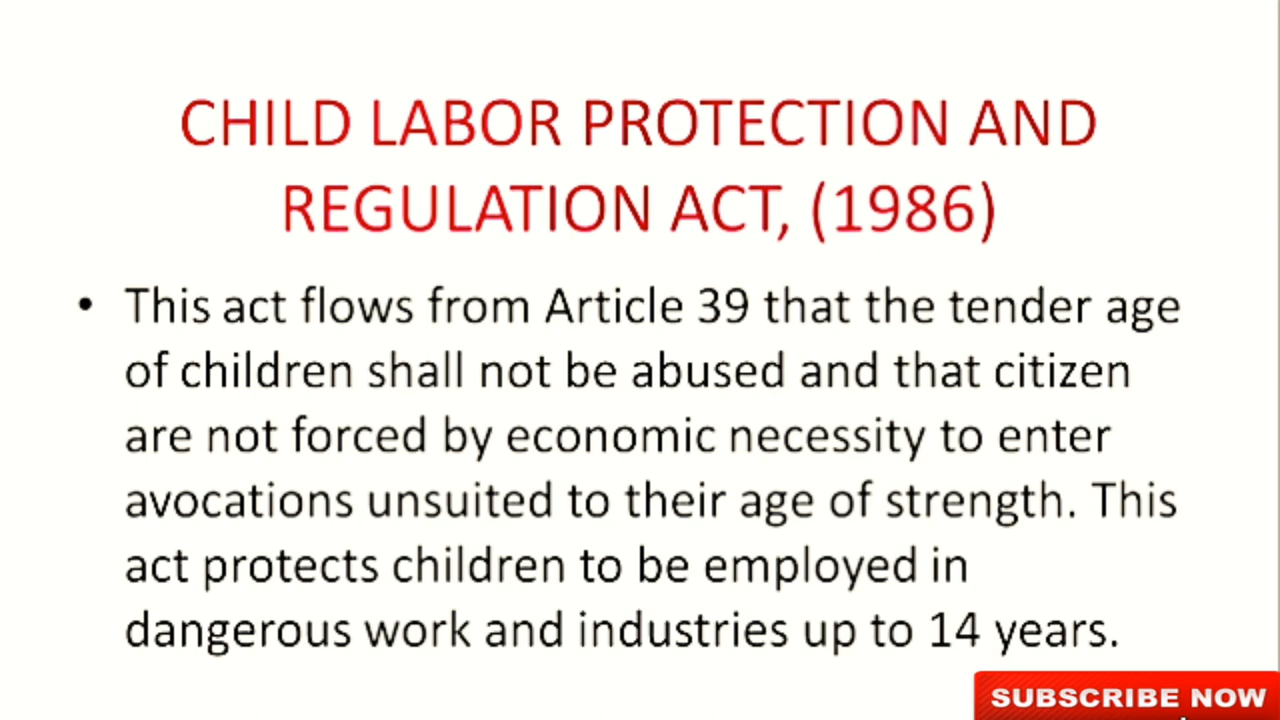 CHILD LABOR PROTECTION AND
REGULATION ACT, (1986)
• This act flows from Article 39 that the tender age
of children shall not be abused and that citizen
are not forced by economic necessity to enter
avocations unsuited to their age of strength. This
act protects children to be employed in
dangerous work and industries up to 14 years.
SUBSCRIBE NOW